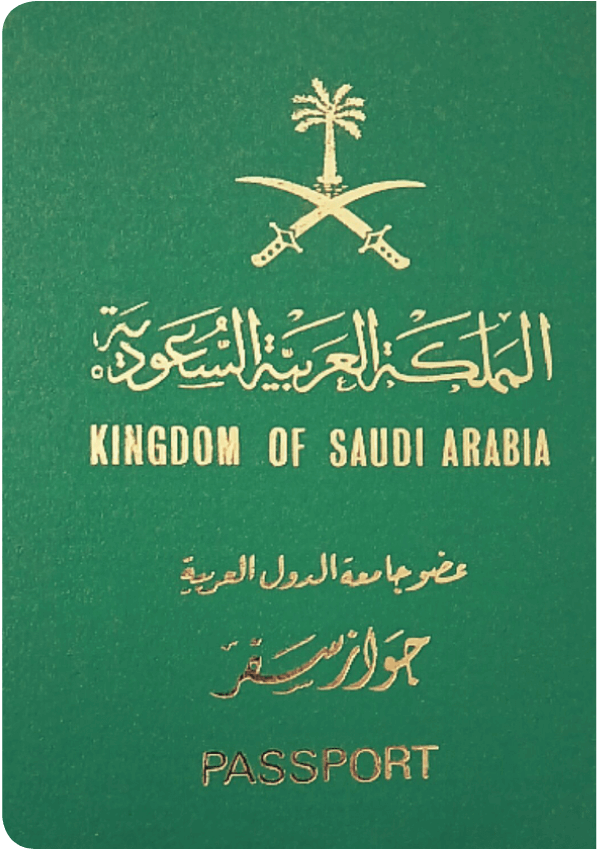 المملكة العربية السعودية
KINGDOM OF SAUDI ARABIA
عضو جامعة الدول العربية
جواز سفر
PASSPORT